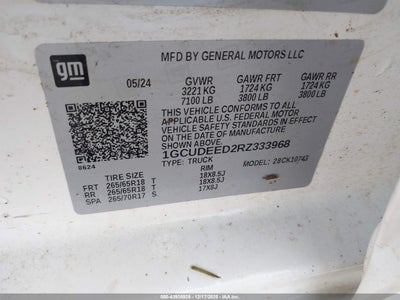 gm
MFD BY GENERAL MOTORS LLC
05/24 GVWR GAWR FRT GAWR RR
3221 KG 1724 KG 1724 KG
7100 LB 3800 LB 3800 LB
THIS VEHICLE CONFORMS TO ALL
APPLICABLE U.S. FEDERAL MOTOR
VEHICLE SAFETY STANDARDS IN EFFECT
ON THE DATE OF MANUFACTURE
SHOWN ABOVE.
1GCUDEED2RZ333968
8624 TYPE: TRUCK MODEL: 28CK10743
TIRE SIZE RIM
FRT 265/65R18 T 18X8.5J
RR 265/65R18 T 18X8.5J
SPA 265/70R17 S 17X8J